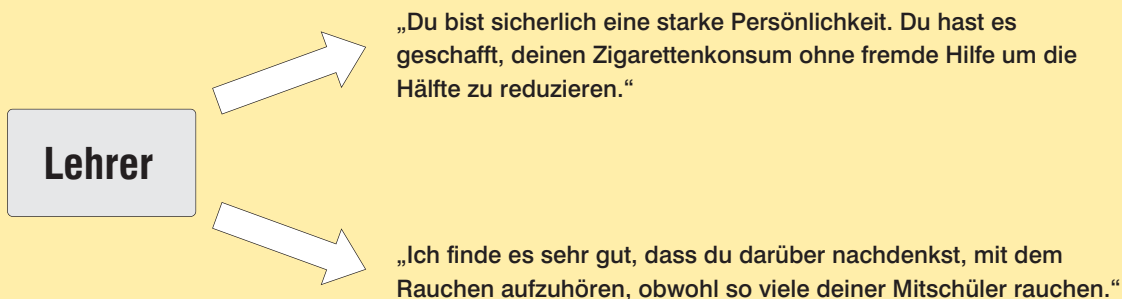 „Du bist sicherlich eine starke Persönlichkeit. Du hast es
geschafft, deinen Zigarettenkonsum ohne fremde Hilfe um die
Hälfte zu reduzieren.“
Lehrer
„Ich finde es sehr gut, dass du darüber nachdenkst, mit dem
Rauchen aufzuhören, obwohl so viele deiner Mitschüler rauchen.“